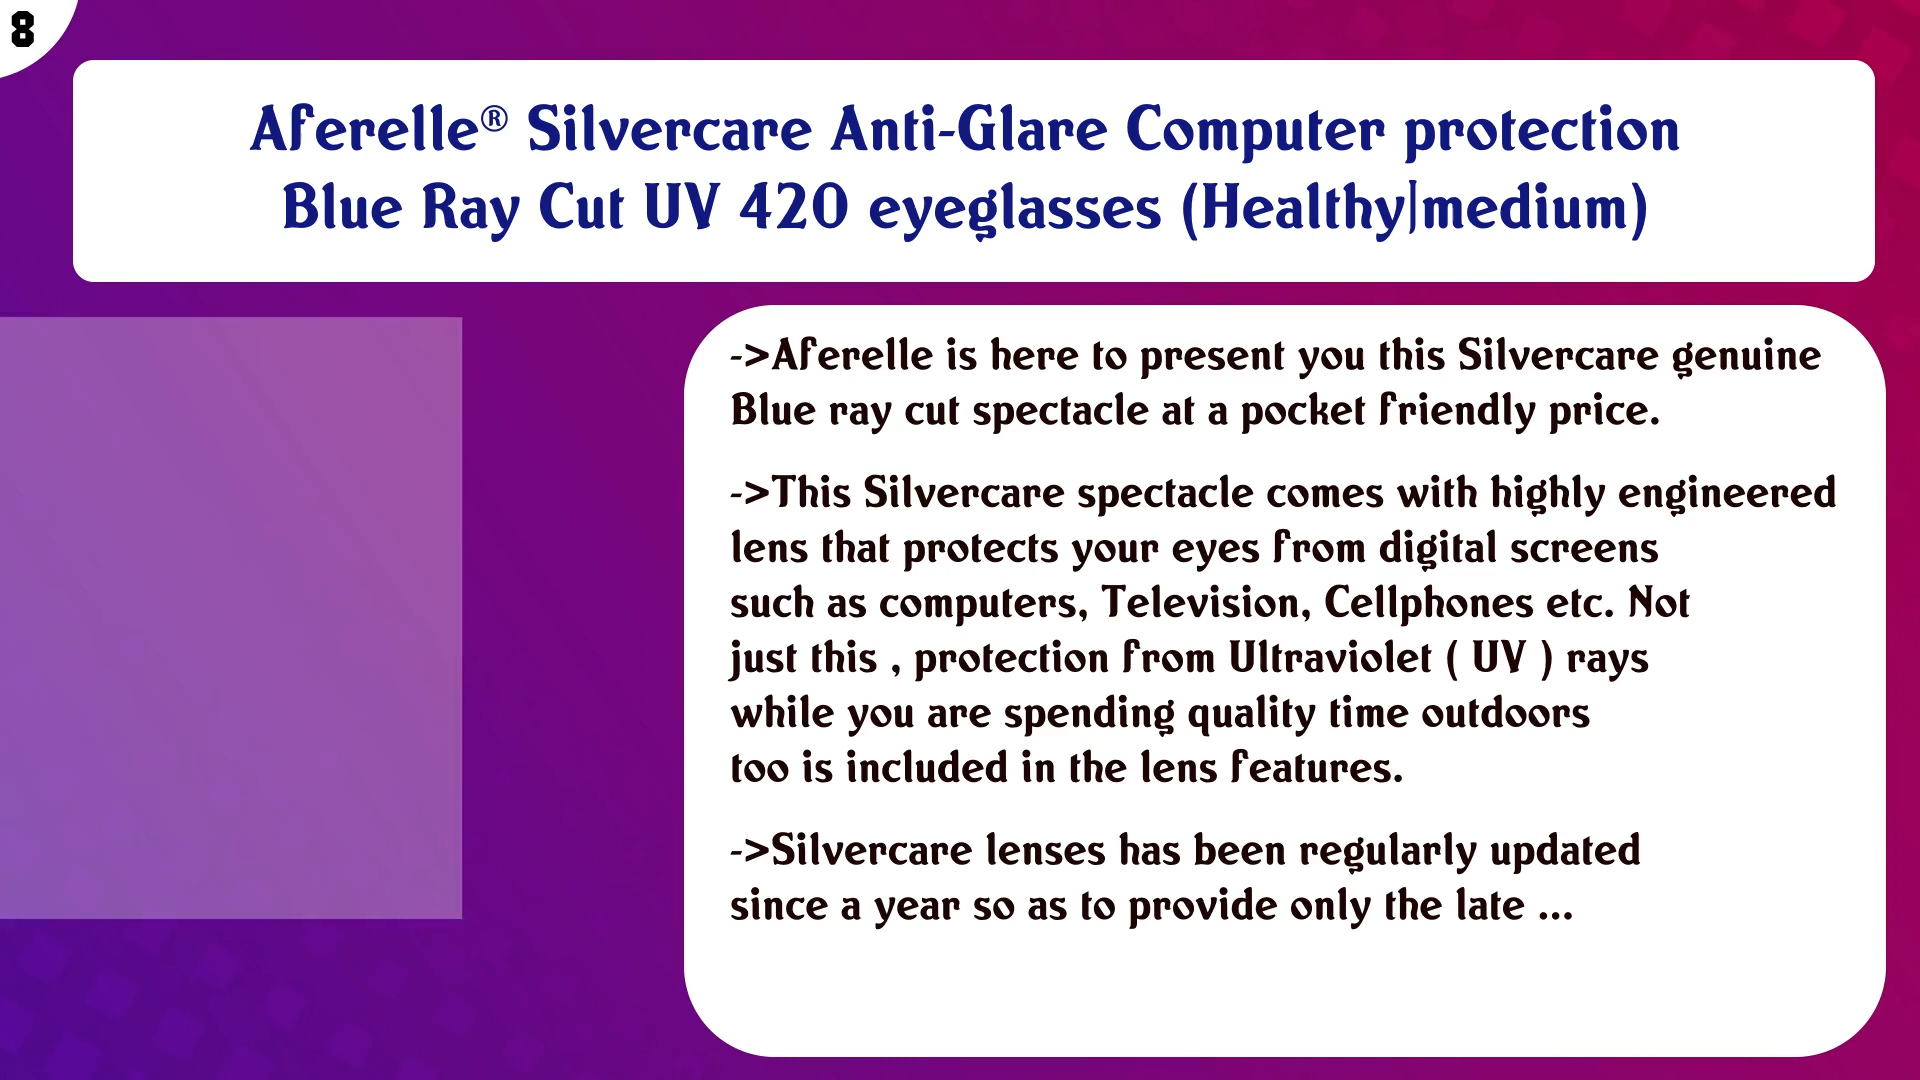 8
Aferelle® Silvercare Anti-Glare Computer protection
Blue Ray Cut UV 420 eyeglasses (Healthy|medium)
->Aferelle is here to present you this Silvercare genuine
Blue ray cut spectacle at a pocket friendly price.
->This Silvercare spectacle comes with highly engineered
lens that protects your eyes from digital screens
such as computers, Television, Cellphones etc. Not
just this , protection from Ultraviolet ( UV ) rays
while you are spending quality time outdoors
too is included in the lens features.
->Silvercare lenses has been regularly updated
since a year so as to provide only the late ...